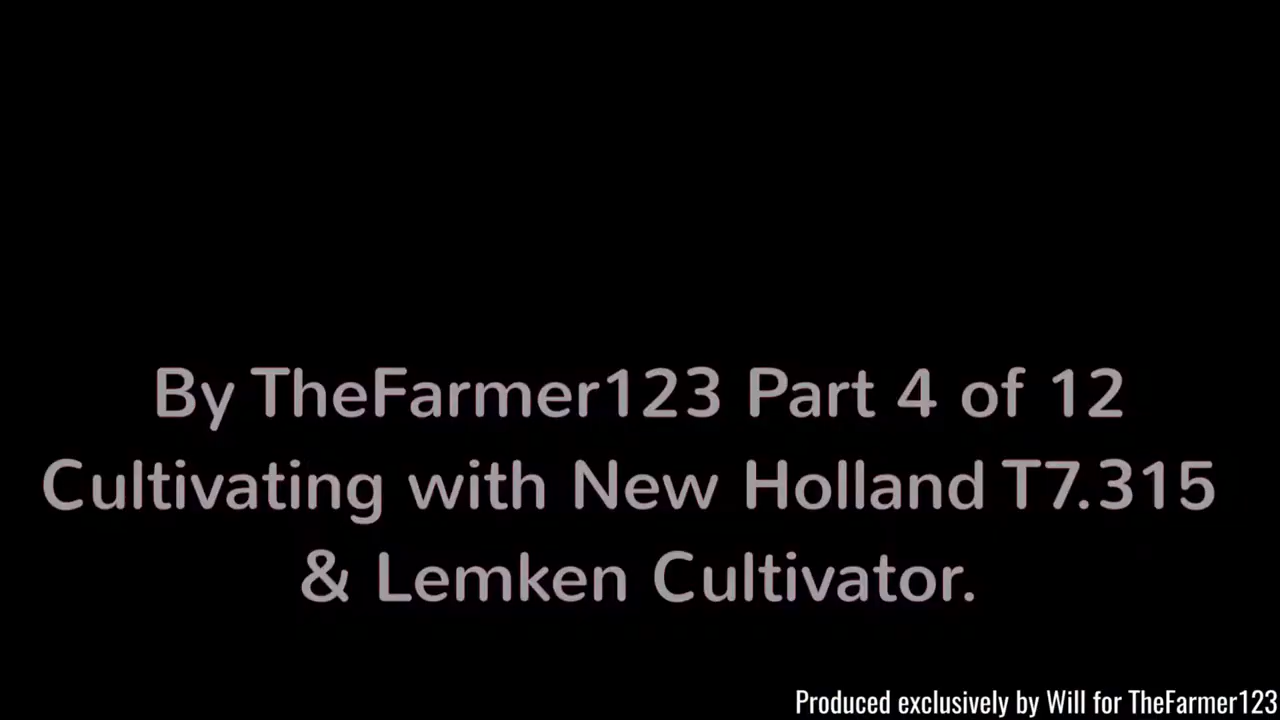 By TheFarmer123 Part 4 of 12
Cultivating with New Holland T7.315
& Lemken Cultivator.
Produced exclusively by Will for TheFarmer123